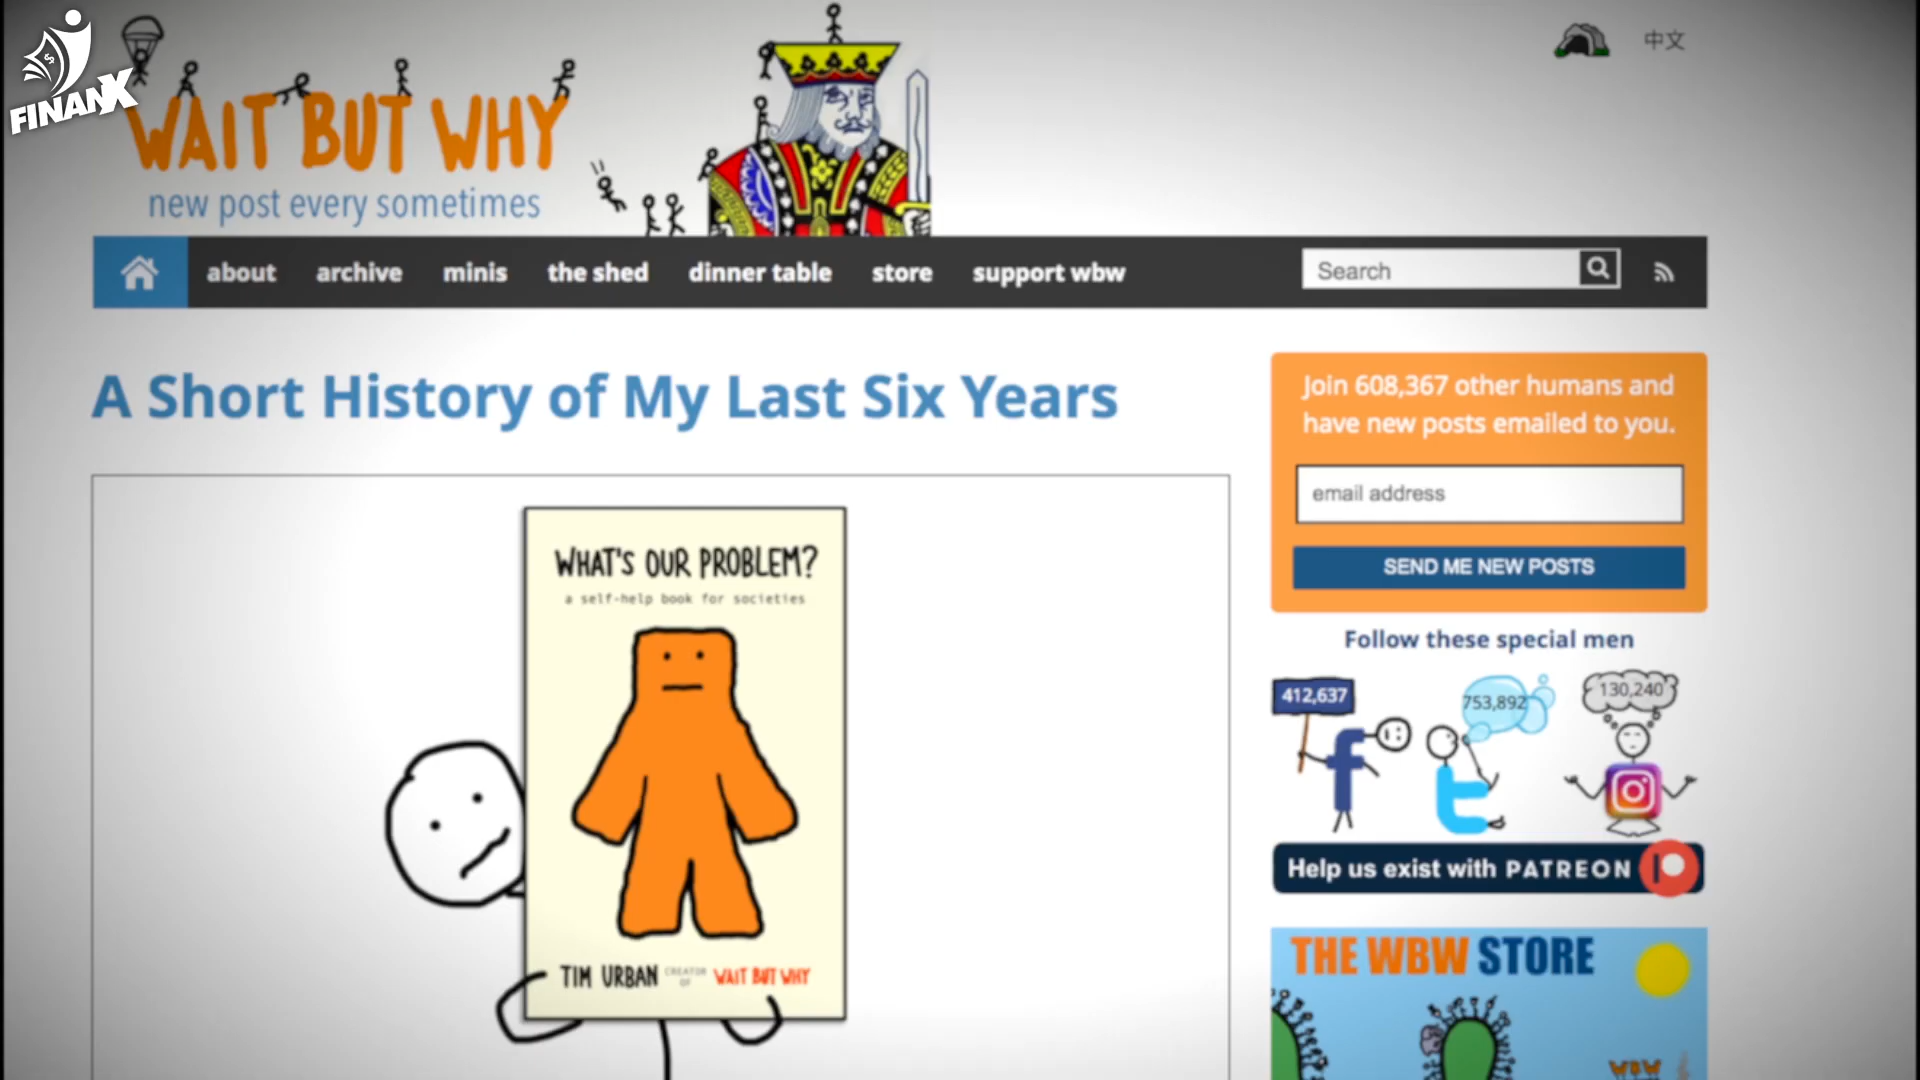 FINANX
WAIT BUT WHY
new post every sometimes
中文
about archive minis the shed dinner table store support wbw
Search
A Short History of My Last Six Years
Join 608,367 other humans and
have new posts emailed to you.
email address
SEND ME NEW POSTS
Follow these special men
412,637
753,892
130,240
Help us exist with PATREON
WHAT'S OUR PROBLEM?
a self-help book for societies
TIM URBAN CREATOR OF WAIT BUT WHY
THE WBW STORE
WBW